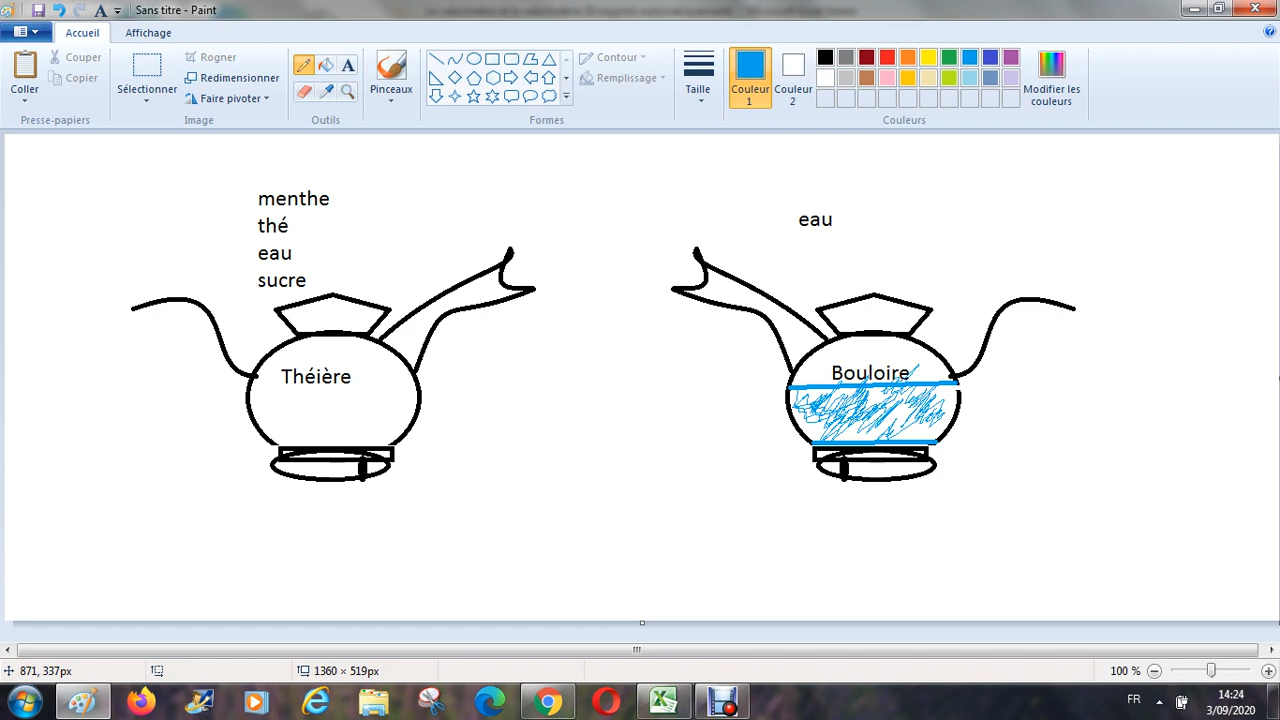 Sans titre - Paint
Accueil
Affichage
Coller
Couper
Copier
Presse-papiers
Sélectionner
Rogner
Redimensionner
Faire pivoter
Image
A
Outils
Pinceaux
Contour
Remplissage
Formes
Taille
Couleur 1
Couleur 2
Modifier les couleurs
Couleurs
menthe
thé
eau
sucre
Théière
eau
Bouloire
871, 337px
1360 × 519px
100 %
FR
14:24
3/09/2020